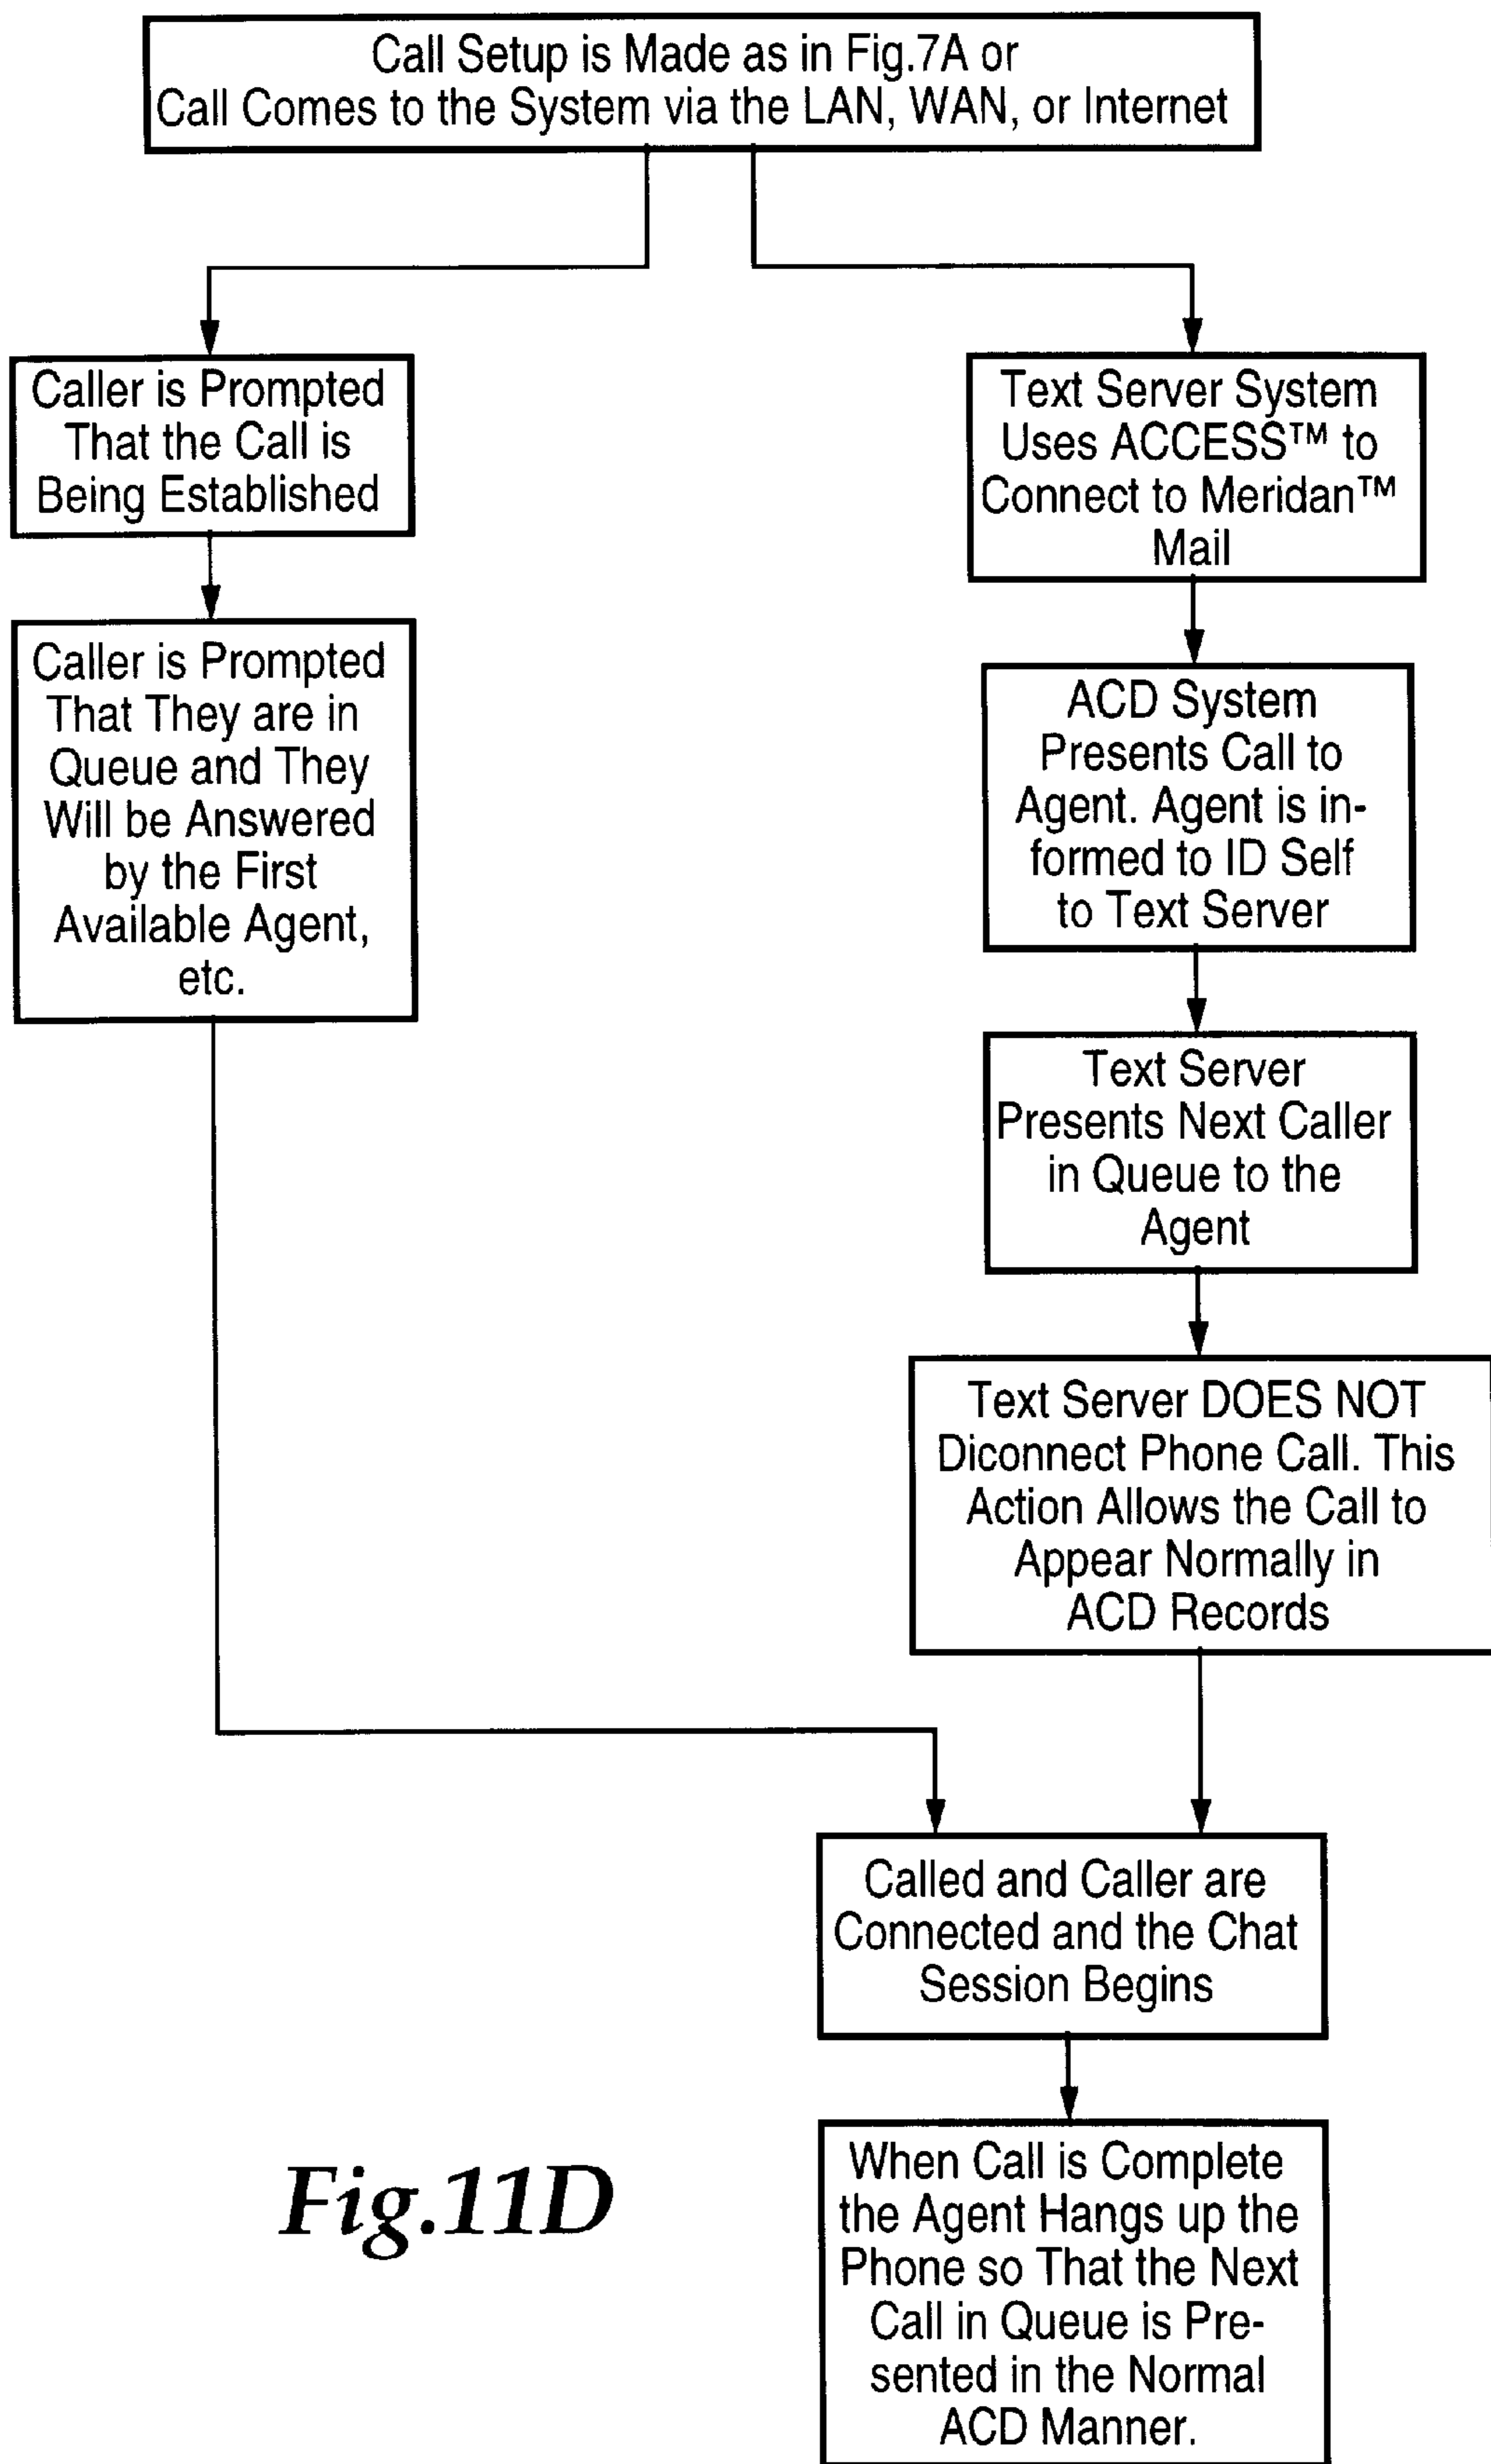 Call Setup is Made as in Fig.7A or
Call Comes to the System via the LAN, WAN, or Internet
Caller is Prompted
That the Call is
Being Established
Caller is Prompted
That They are in
Queue and They
Will be Answered
by the First
Available Agent,
etc.
Text Server System
Uses ACCESS™ to
Connect to Meridan™
Mail
ACD System
Presents Call to
Agent. Agent is in-
formed to ID Self
to Text Server
Text Server
Presents Next Caller
in Queue to the
Agent
Text Server DOES NOT
Diconnect Phone Call. This
Action Allows the Call to
Appear Normally in
ACD Records
Called and Caller are
Connected and the Chat
Session Begins
When Call is Complete
the Agent Hangs up the
Phone so That the Next
Call in Queue is Pre-
sented in the Normal
ACD Manner.
Fig.11D